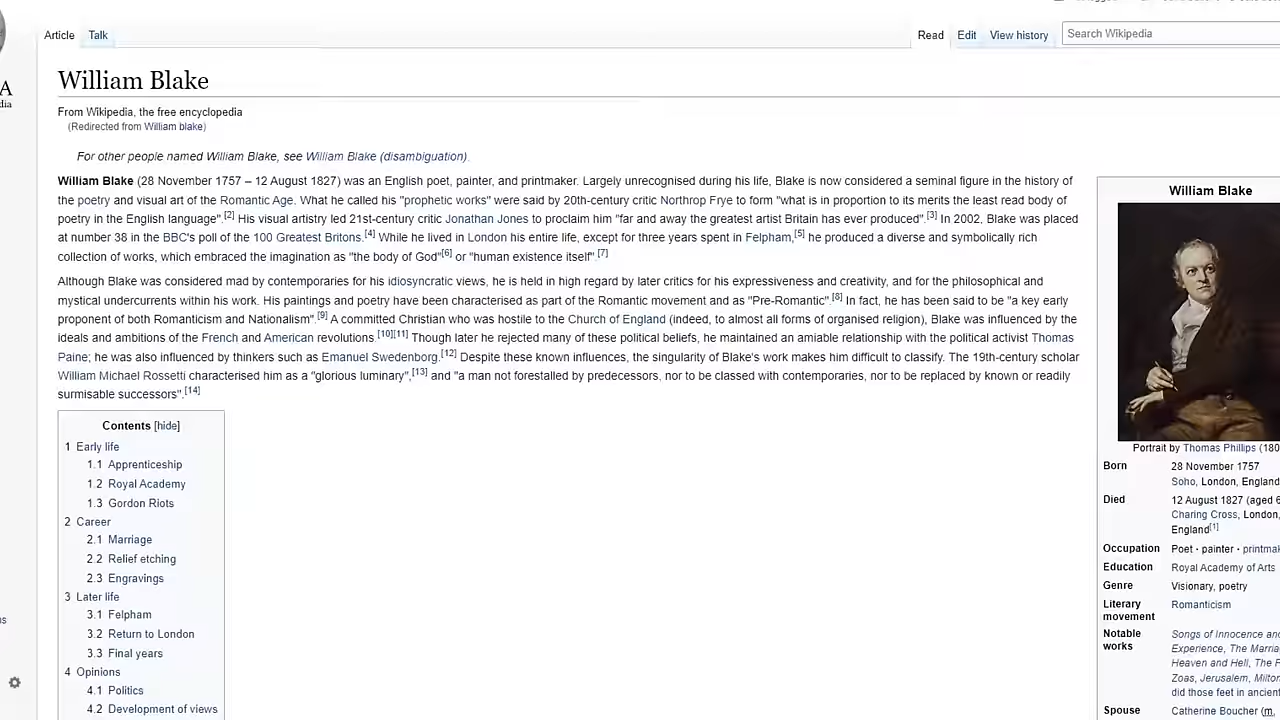 Article
Talk
Read
Edit
View history
Search Wikipedia
A
dia
William Blake
From Wikipedia, the free encyclopedia
(Redirected from William blake)
For other people named William Blake, see William Blake (disambiguation).
William Blake (28 November 1757 – 12 August 1827) was an English poet, painter, and printmaker. Largely unrecognised during his life, Blake is now considered a seminal figure in the history of
the poetry and visual art of the Romantic Age. What he called his "prophetic works" were said by 20th-century critic Northrop Frye to form "what is in proportion to its merits the least read body of
poetry in the English language".[2] His visual artistry led 21st-century critic Jonathan Jones to proclaim him "far and away the greatest artist Britain has ever produced".[3] In 2002, Blake was placed
at number 38 in the BBC's poll of the 100 Greatest Britons.[4] While he lived in London his entire life, except for three years spent in Felpham,[5] he produced a diverse and symbolically rich
collection of works, which embraced the imagination as "the body of God"[6] or "human existence itself".[7]
Although Blake was considered mad by contemporaries for his idiosyncratic views, he is held in high regard by later critics for his expressiveness and creativity, and for the philosophical and
mystical undercurrents within his work. His paintings and poetry have been characterised as part of the Romantic movement and as "Pre-Romantic".[8] In fact, he has been said to be "a key early
proponent of both Romanticism and Nationalism".[9] A committed Christian who was hostile to the Church of England (indeed, to almost all forms of organised religion), Blake was influenced by the
ideals and ambitions of the French and American revolutions.[10][11] Though later he rejected many of these political beliefs, he maintained an amiable relationship with the political activist Thomas
Paine; he was also influenced by thinkers such as Emanuel Swedenborg.[12] Despite these known influences, the singularity of Blake's work makes him difficult to classify. The 19th-century scholar
William Michael Rossetti characterised him as a "glorious luminary",[13] and "a man not forestalled by predecessors, nor to be classed with contemporaries, nor to be replaced by known or readily
surmisable successors".[14]
Contents [hide]
1 Early life
1.1 Apprenticeship
1.2 Royal Academy
1.3 Gordon Riots
2 Career
2.1 Marriage
2.2 Relief etching
2.3 Engravings
3 Later life
3.1 Felpham
3.2 Return to London
3.3 Final years
4 Opinions
4.1 Politics
4.2 Development of views
William Blake
Portrait by Thomas Phillips (180
Born 28 November 1757
Soho, London, England
Died 12 August 1827 (aged 6
Charing Cross, London,
England[1]
Occupation Poet · painter · printmak
Education Royal Academy of Arts
Genre Visionary, poetry
Literary movement Romanticism
Notable works Songs of Innocence and
Experience, The Marria
Heaven and Hell, The F
Zoas, Jerusalem, Milton
did those feet in ancient
Spouse Catherine Boucher (m.